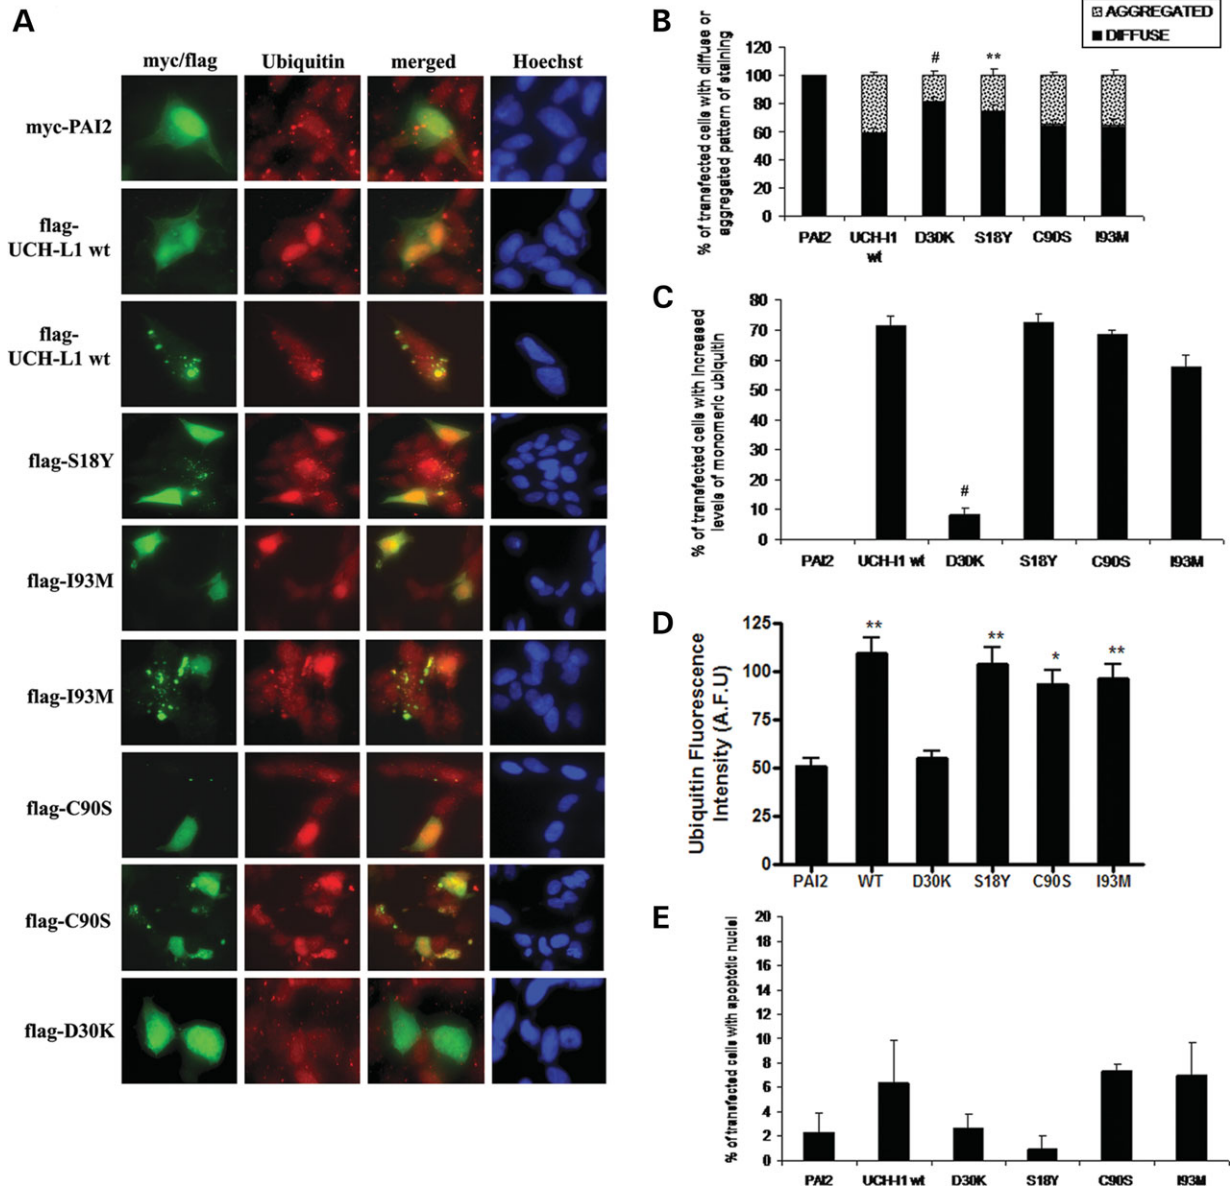 A
myc/flag Ubiquitin merged Hoechst
myc-PAI2
flag-
UCH-L1 wt
flag-
UCH-L1 wt
flag-S18Y
flag-I93M
flag-I93M
flag-C90S
flag-C90S
flag-D30K
B
AGGREGATED
DIFFUSE
% of transfected cells with diffuse or
aggregated pattern of staining
120
100
80
60
40
20
0
# **
PAI2 UCH-l1 D30K S18Y C90S I93M
wt
C
% of transfected cells with increased
levels of monomeric ubiquitin
80
70
60
50
40
30
20
10
0
#
PAI2 UCH-l1 wt D30K S18Y C90S I93M
D
Ubiquitin Fluorescence
Intensity (A.F.U)
125
100
75
50
25
0
** ** * **
PAI2 WT D30K S18Y C90S I93M
E
% of transfected cells with apoptotic nuclei
20
18
16
14
12
10
8
6
4
2
0
PAI2 UCH-l1 wt D30K S18Y C90S I93M